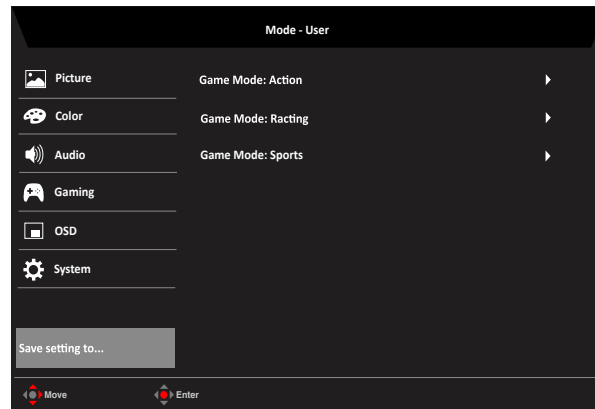 Mode - User
Picture
Game Mode: Action
Color
Game Mode: Racting
Audio
Game Mode: Sports
Gaming
OSD
System
Save setting to...
Move
Enter